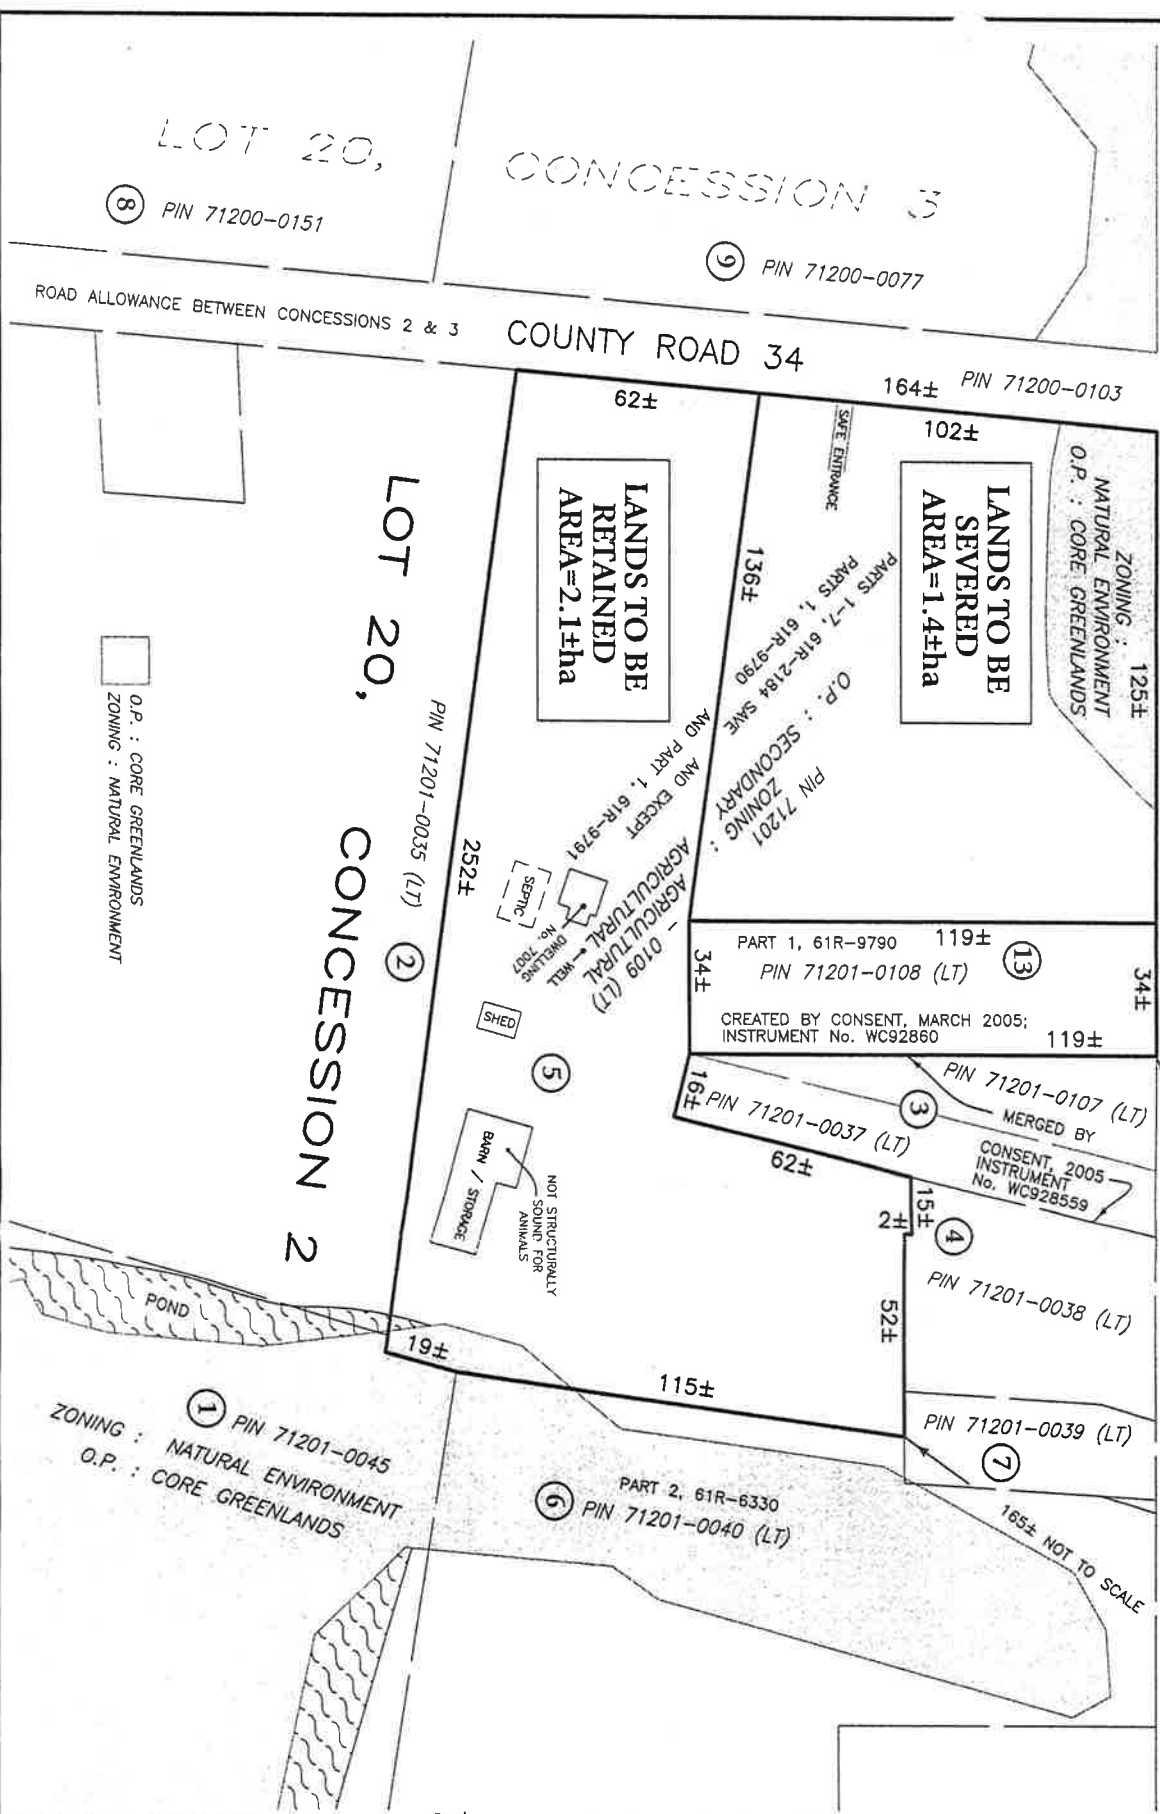 LOT 20,
CONCESSION 3
8
PIN 71200-0151
9
PIN 71200-0077
ROAD ALLOWANCE BETWEEN CONCESSIONS 2 & 3
COUNTY ROAD 34
PIN 71200-0103
164±
62±
102±
SAFE ENTRANCE
ZONING :
NATURAL ENVIRONMENT
O.P. : CORE GREENLANDS
125±
LANDS TO BE
SEVERED
AREA=1.4±ha
LANDS TO BE
RETAINED
AREA=2.1±ha
136±
PARTS 1-7, 61R-2184 SAVE
AND EXCEPT
PARTS 1, 61R-9790
AND PART 1, 61R-9791
PIN 71201 - 0109 (LT)
ZONING : AGRICULTURAL
O.P. : SECONDARY AGRICULTURAL
LOT 20, CONCESSION 2
PIN 71201-0035 (LT)
2
252±
O.P. : CORE GREENLANDS
ZONING : NATURAL ENVIRONMENT
SEPTIC
DWELLING
No. 7007
WELL
SHED
5
BARN / STORAGE
NOT STRUCTURALLY
SOUND FOR
ANIMALS
PART 1, 61R-9790
119±
13
PIN 71201-0108 (LT)
34±
34±
CREATED BY CONSENT, MARCH 2005;
INSTRUMENT No. WC92860
119±
PIN 71201-0107 (LT)
3
MERGED BY
CONSENT, 2005
INSTRUMENT
No. WC928559
16±
PIN 71201-0037 (LT)
62±
15±
2±
4
PIN 71201-0038 (LT)
52±
PIN 71201-0039 (LT)
7
165± NOT TO SCALE
POND
19±
115±
1
PIN 71201-0045
ZONING : NATURAL ENVIRONMENT
O.P. : CORE GREENLANDS
PART 2, 61R-6330
6
PIN 71201-0040 (LT)